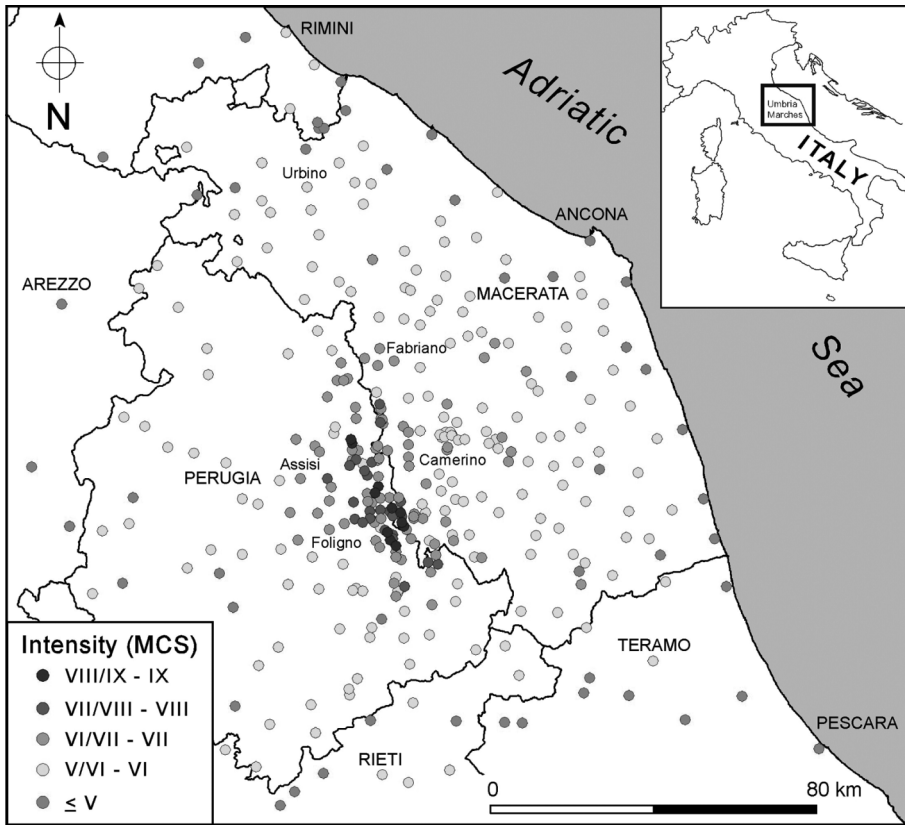 RIMINI
N
Adriatic
Umbria
Marches
ITALY
Urbino
ANCONA
AREZZO
MACERATA
Sea
Fabriano
Assisi
Camerino
PERUGIA
Foligno
TERAMO
PESCARA
RIETI
Intensity (MCS)
VIII/IX - IX
VII/VIII - VIII
VI/VII - VII
V/VI - VI
≤ V
0 80 km